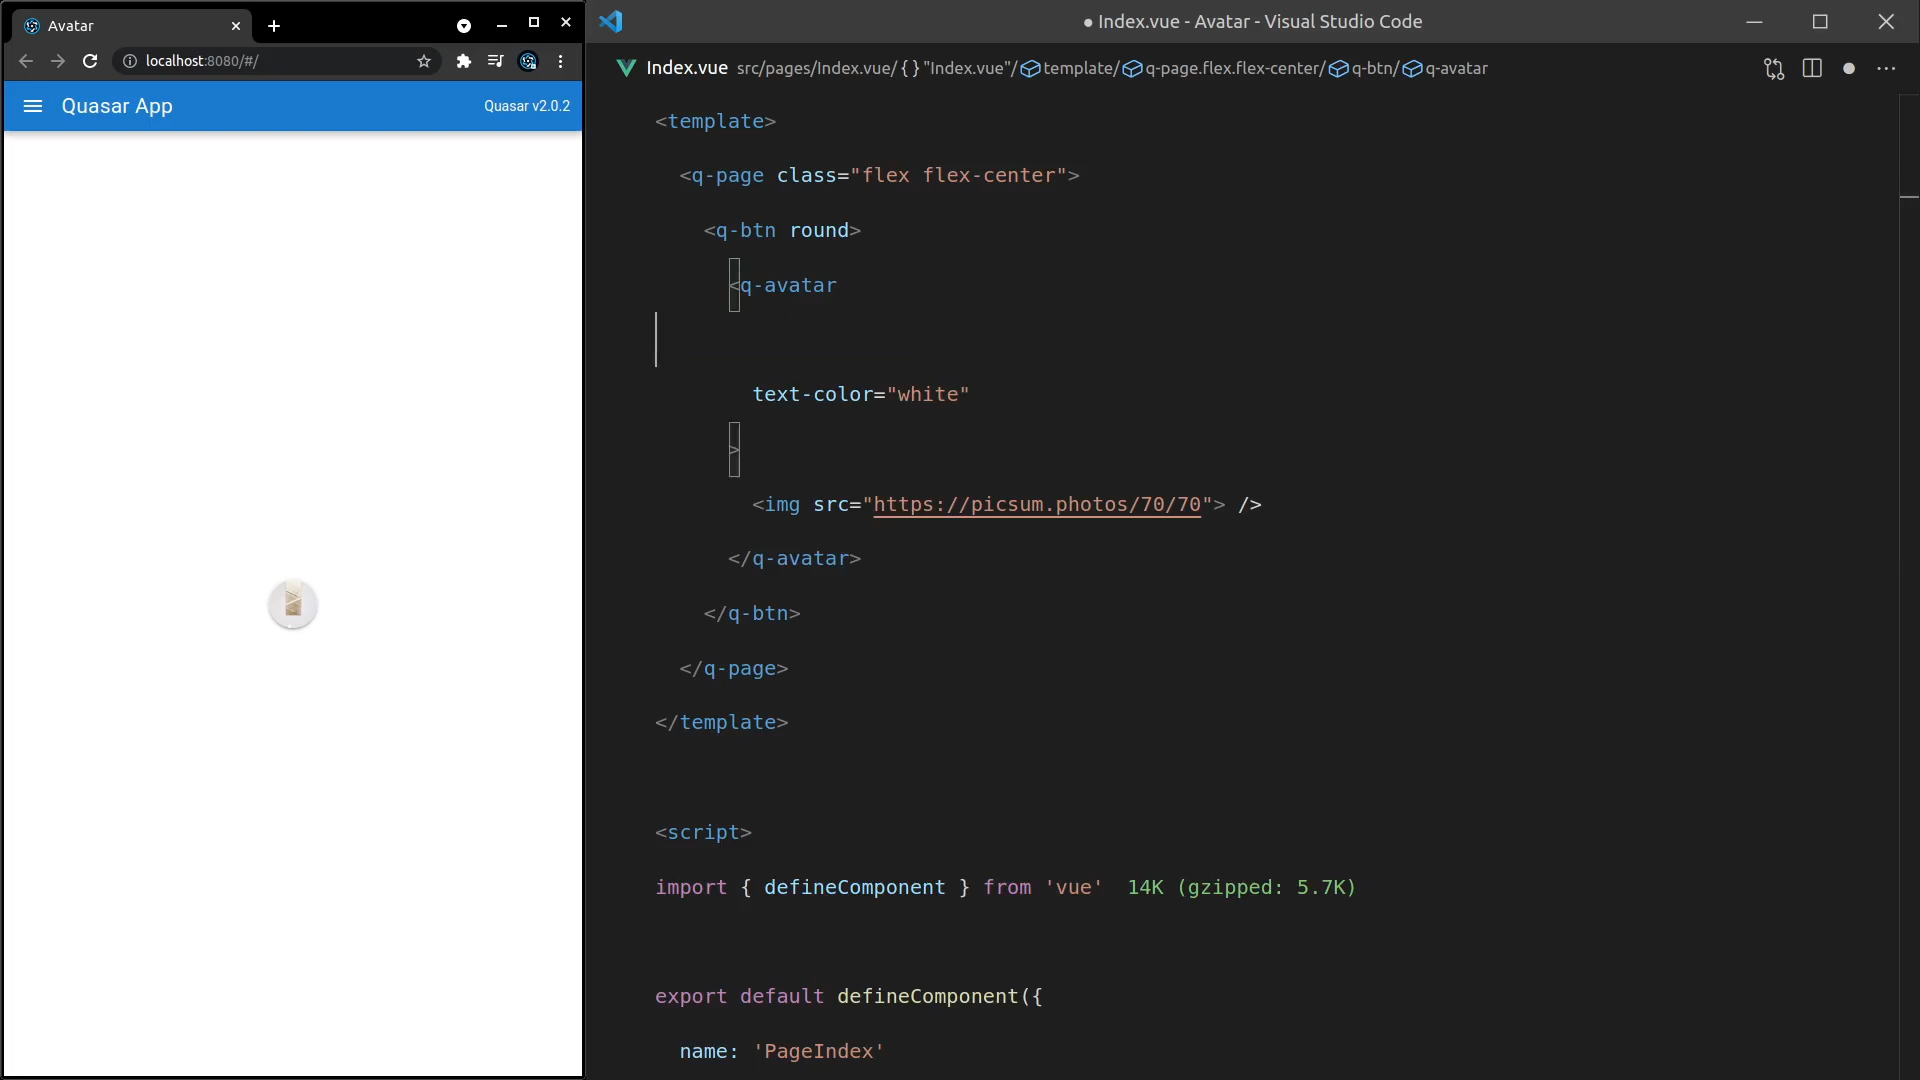 Avatar
localhost:8080/#/
Quasar App
Quasar v2.0.2
● Index.vue - Avatar - Visual Studio Code
Index.vue src/pages/Index.vue/{}"Index.vue"/template/q-page.flex.flex-center/q-btn/q-avatar
<template>
<q-page class="flex flex-center">
<q-btn round>
<q-avatar
text-color="white"
>
<img src="https://picsum.photos/70/70"> />
</q-avatar>
</q-btn>
</q-page>
</template>
<script>
import { defineComponent } from 'vue'  14K (gzipped: 5.7K)
export default defineComponent({
name: 'PageIndex'